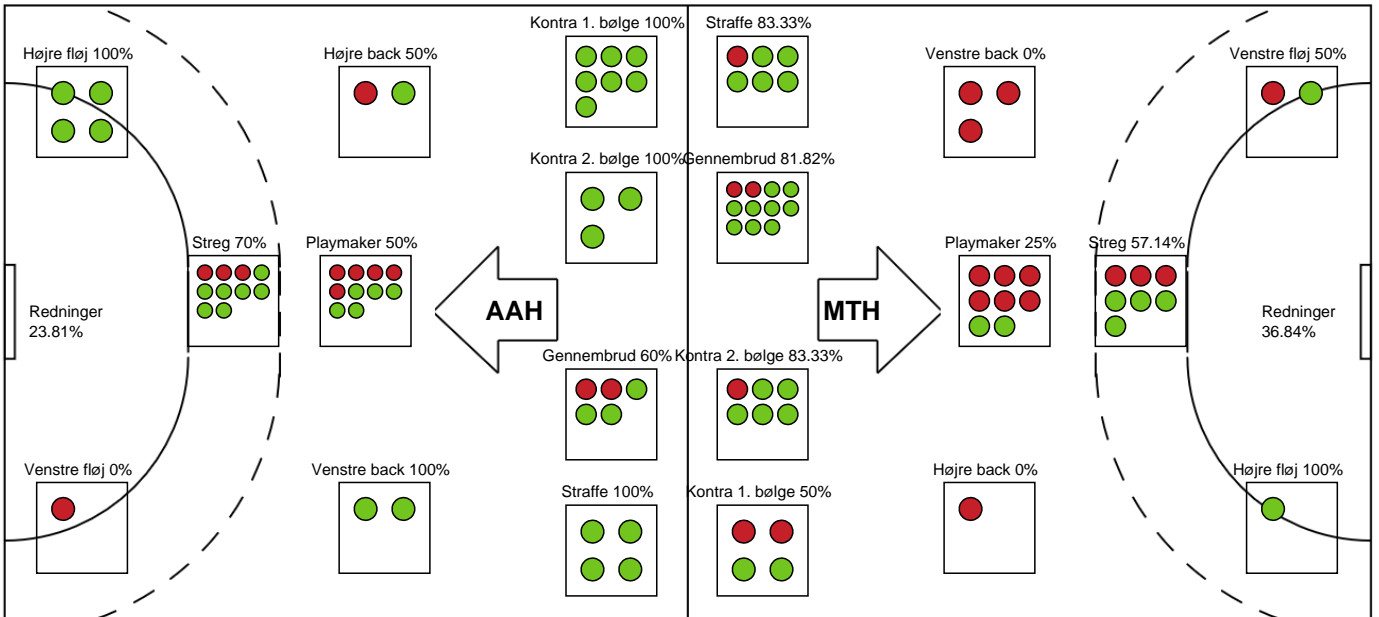 Kontra 1. bølge 100%
Straffe 83.33%
Højre fløj 100%
Højre back 50%
Venstre back 0%
Venstre fløj 50%
Kontra 2. bølge 100%
Gennembrud 81.82%
Streg 70%
Playmaker 50%
Playmaker 25%
Streg 57.14%
Redninger
23.81%
AAH
MTH
Redninger
36.84%
Gennembrud 60%
Kontra 2. bølge 83.33%
Venstre fløj 0%
Venstre back 100%
Straffe 100%
Kontra 1. bølge 50%
Højre back 0%
Højre fløj 100%